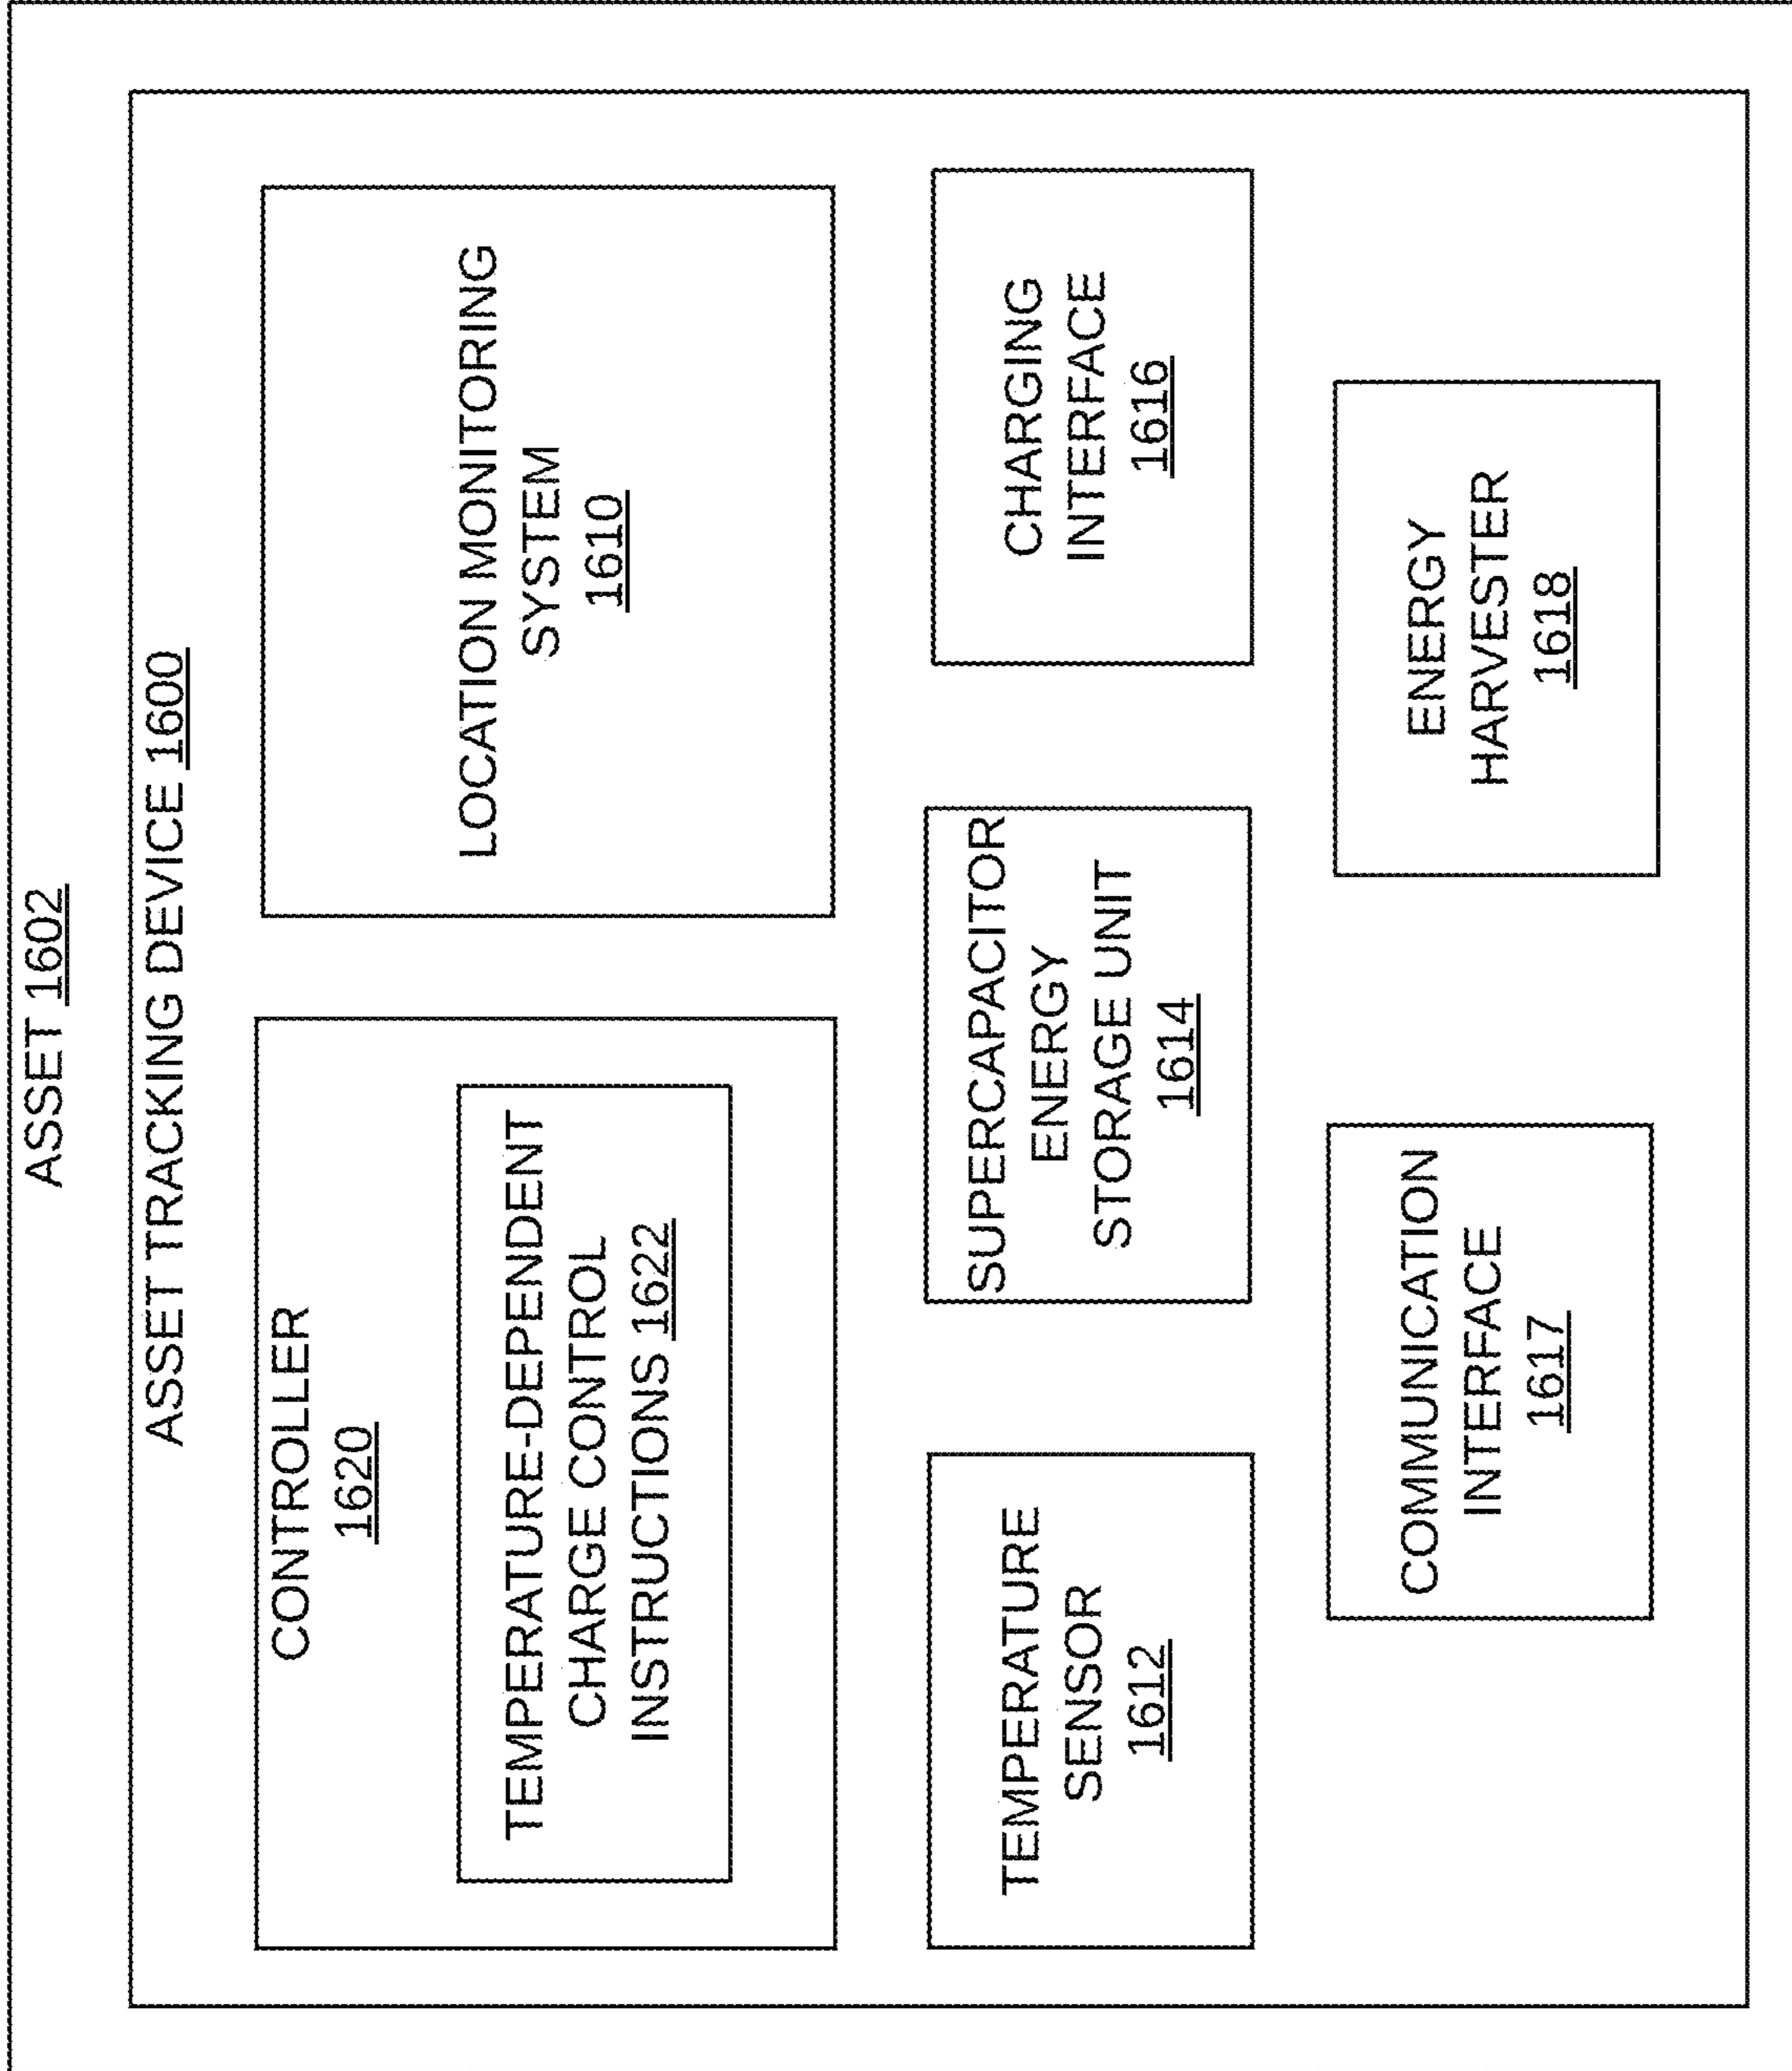 ASSET 1602
ASSET TRACKING DEVICE 1600
CONTROLLER
1620
TEMPERATURE-DEPENDENT
CHARGE CONTROL
INSTRUCTIONS 1622
LOCATION MONITORING
SYSTEM
1610
TEMPERATURE
SENSOR
1612
SUPERCAPACITOR
ENERGY
STORAGE UNIT
1614
CHARGING
INTERFACE
1616
COMMUNICATION
INTERFACE
1617
ENERGY
HARVESTER
1618